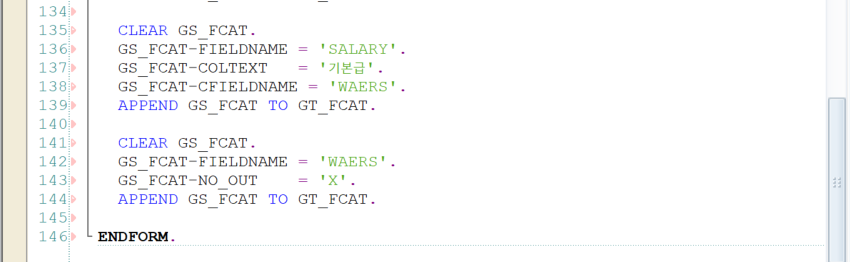 134
135 CLEAR GS_FCAT.
136 GS_FCAT-FIELDNAME = 'SALARY'.
137 GS_FCAT-COLTEXT = '기본급'.
138 GS_FCAT-CFIELDNAME = 'WAERS'.
139 APPEND GS_FCAT TO GT_FCAT.
140
141 CLEAR GS_FCAT.
142 GS_FCAT-FIELDNAME = 'WAERS'.
143 GS_FCAT-NO_OUT = 'X'.
144 APPEND GS_FCAT TO GT_FCAT.
145
146 ENDFORM.